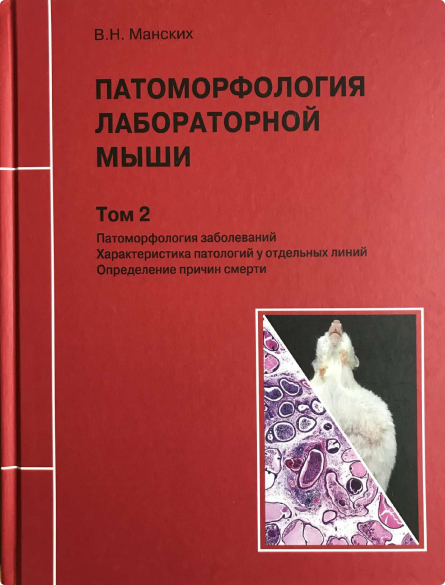 В.Н. Манских
ПАТОМОРФОЛОГИЯ
ЛАБОРАТОРНОЙ
МЫШИ
Том 2
Патоморфология заболеваний
Характеристика патологий у отдельных линий
Определение причин смерти